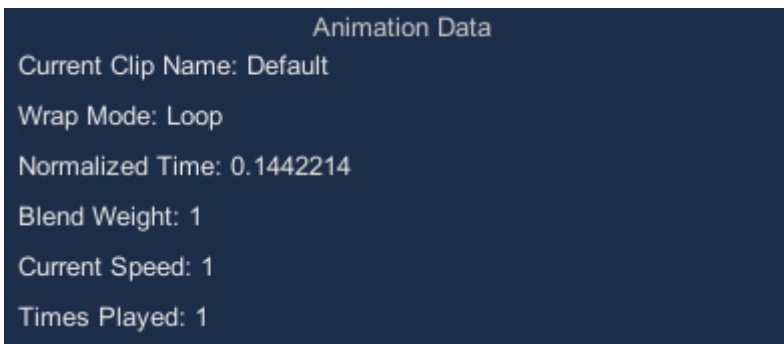 Animation Data
Current Clip Name: Default
Wrap Mode: Loop
Normalized Time: 0.1442214
Blend Weight: 1
Current Speed: 1
Times Played: 1